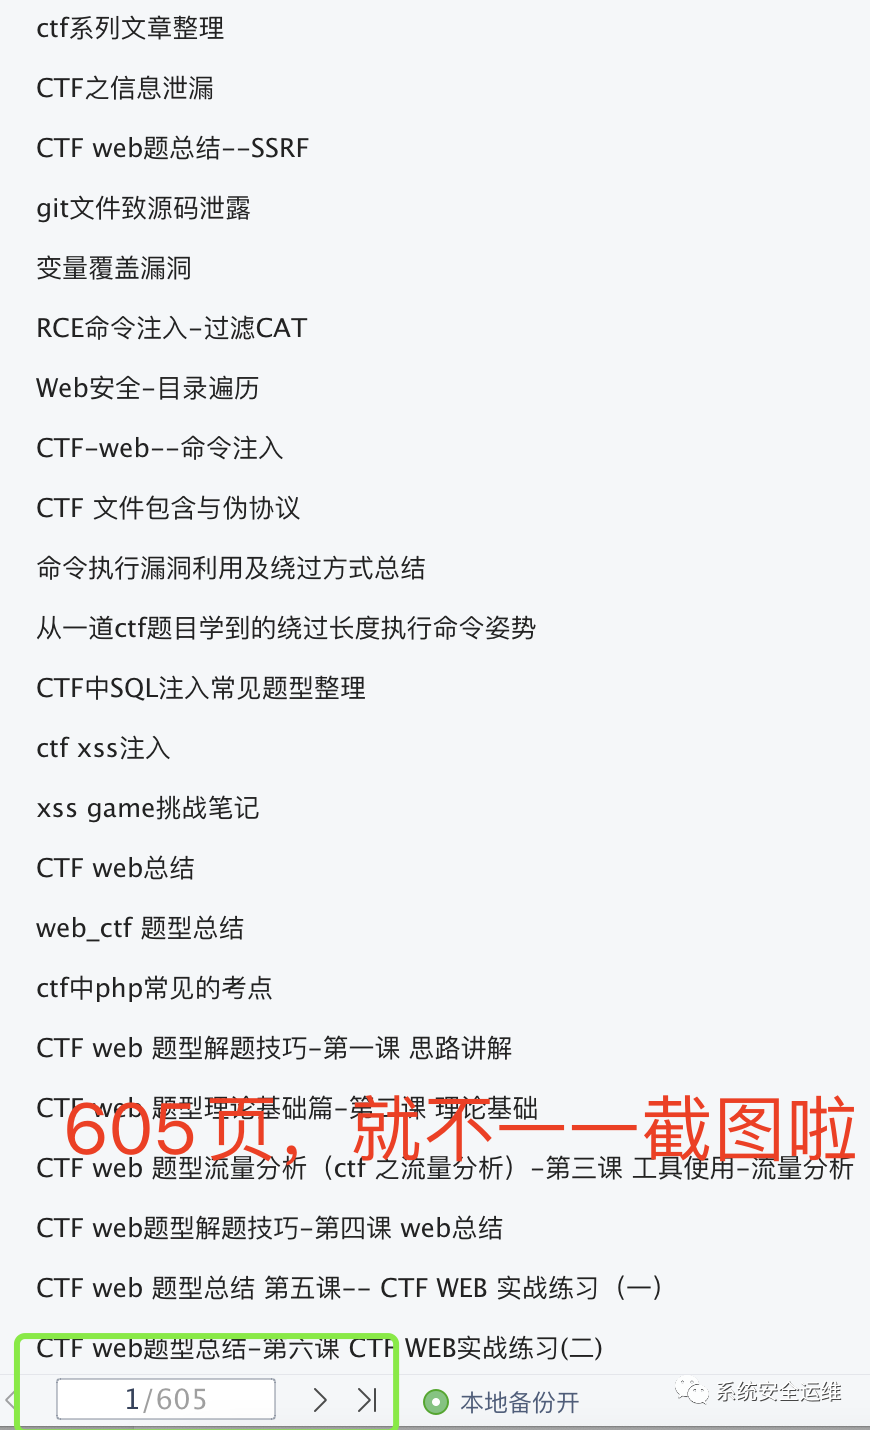 ctf系列文章整理
CTF之信息泄漏
CTF web题总结--SSRF
git文件致源码泄露
变量覆盖漏洞
RCE命令注入-过滤CAT
Web安全-目录遍历
CTF-web--命令注入
CTF 文件包含与伪协议
命令执行漏洞利用及绕过方式总结
从一道ctf题目学到的绕过长度执行命令姿势
CTF中SQL注入常见题型整理
ctf xss注入
xss game挑战笔记
CTF web总结
web_ctf 题型总结
ctf中php常见的考点
CTF web 题型解题技巧-第一课 思路讲解
CTF web 题型理论基础篇-第二课 理论基础
605页，就不一一截图啦
CTF web 题型流量分析（ctf 之流量分析）-第三课 工具使用-流量分析
CTF web题型解题技巧-第四课 web总结
CTF web 题型总结 第五课-- CTF WEB 实战练习（一）
CTF web题型总结-第六课 CTF WEB实战练习(二)
1/605
本地备份开
系统安全运维